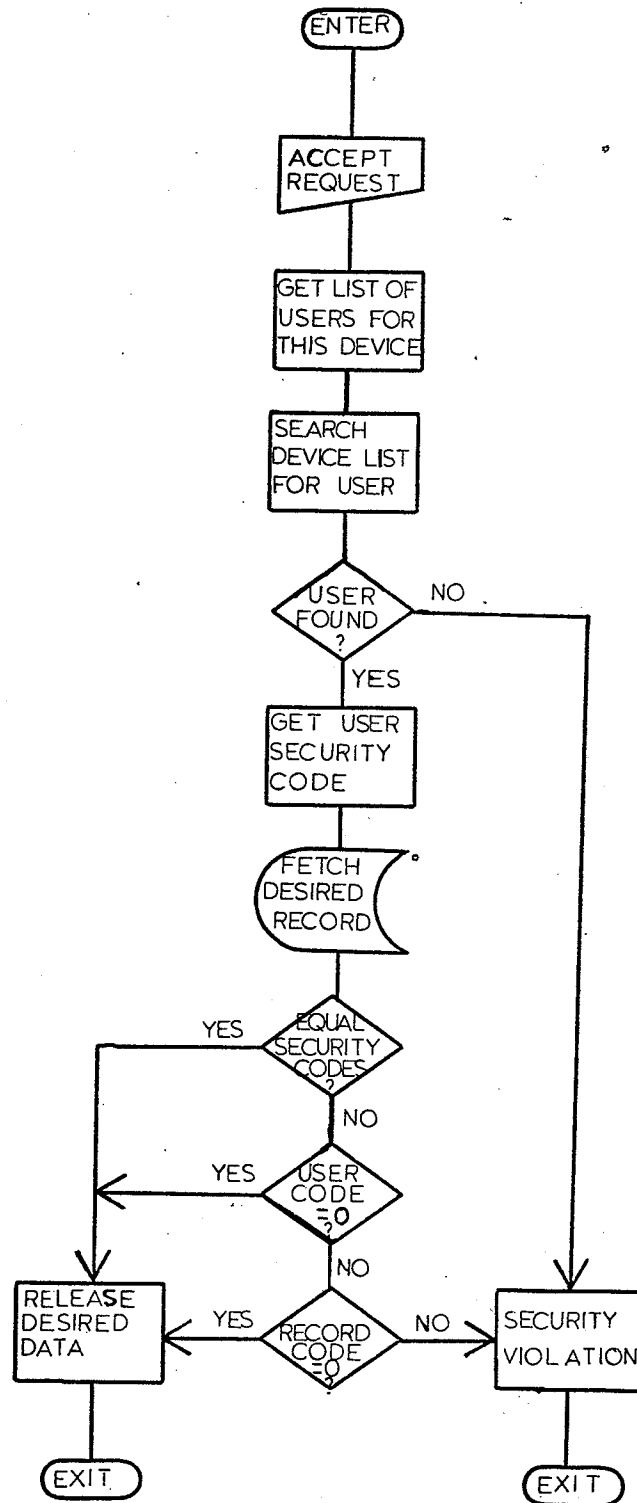 ENTER
ACCEPT
REQUEST
GET LIST OF
USERS FOR
THIS DEVICE
SEARCH
DEVICE LIST
FOR USER
USER
FOUND
?
NO
YES
GET USER
SECURITY
CODE
FETCH
DESIRED
RECORD
EQUAL
SECURITY
CODES
?
YES
NO
USER
CODE
=0
?
YES
NO
RECORD
CODE
=0
?
YES
NO
RELEASE
DESIRED
DATA
SECURITY
VIOLATION
EXIT
EXIT